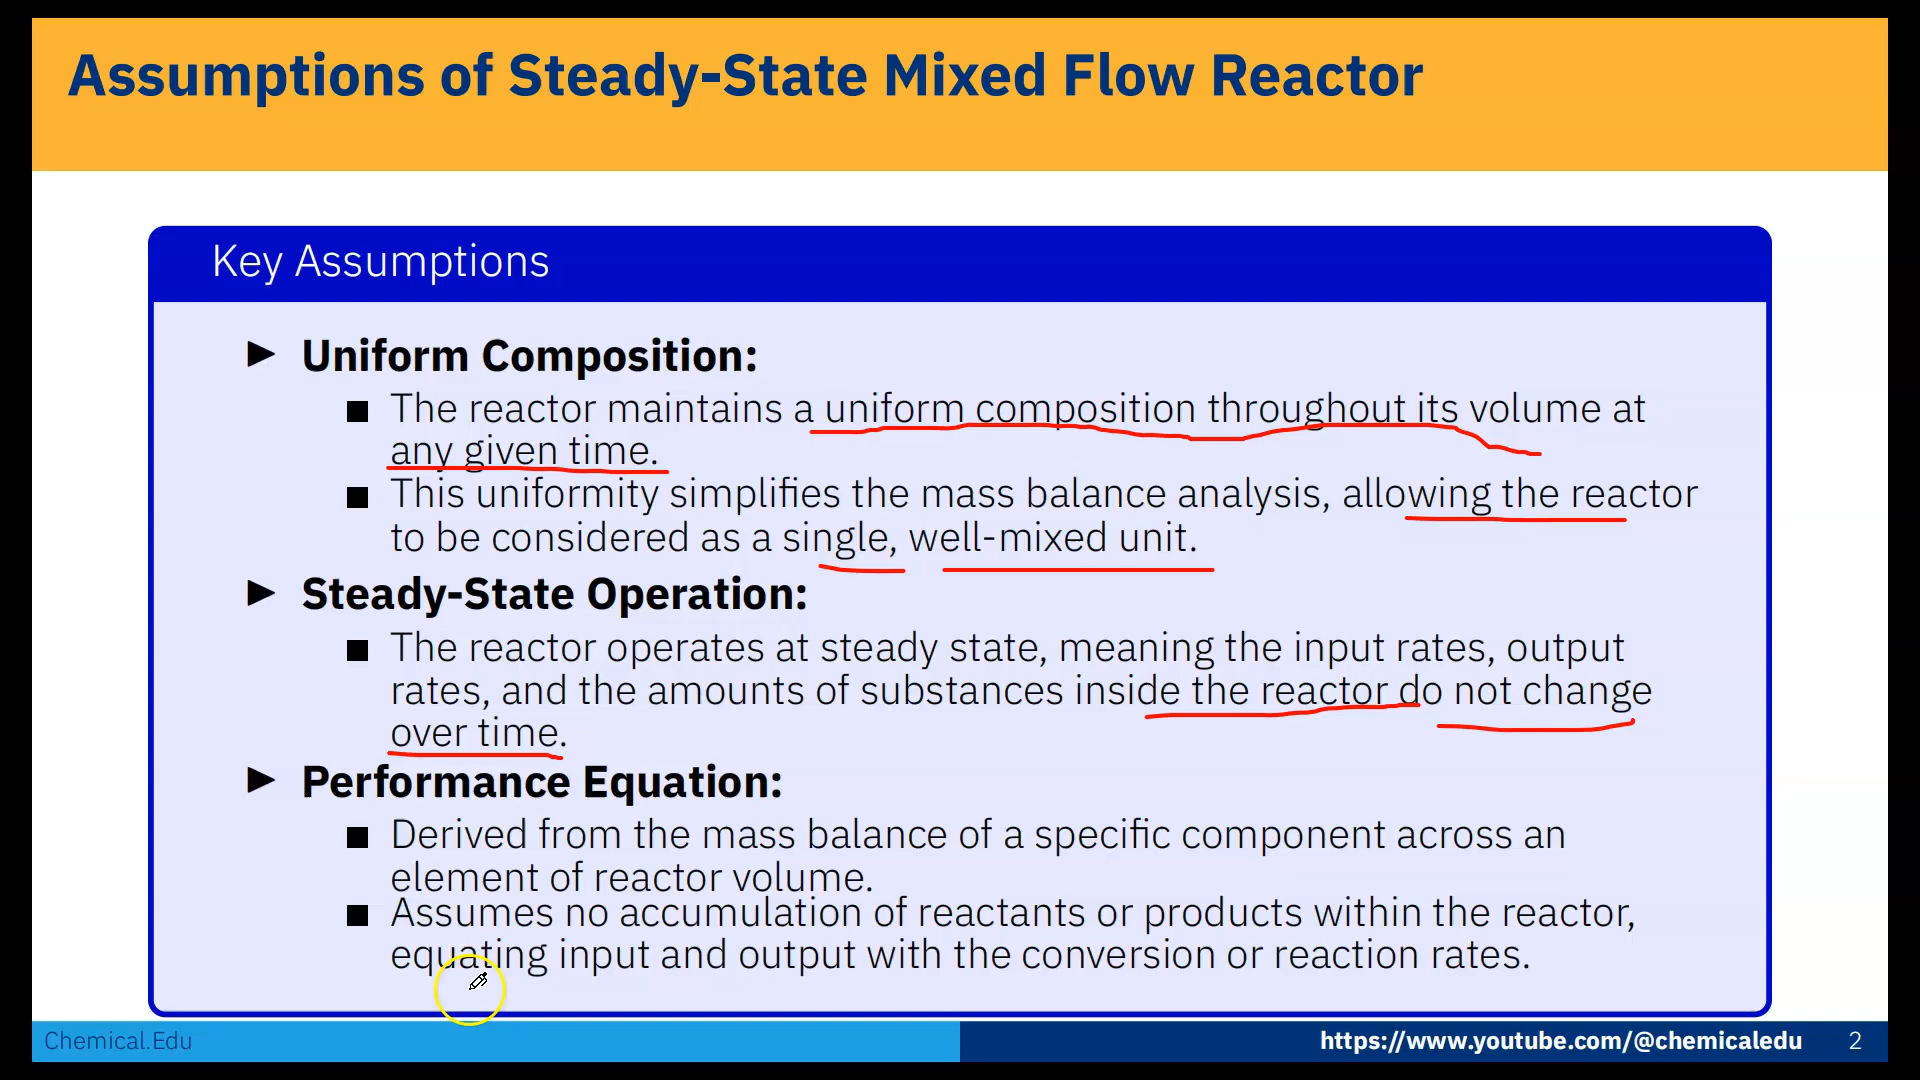 Assumptions of Steady-State Mixed Flow Reactor
Key Assumptions
Uniform Composition:
The reactor maintains a uniform composition throughout its volume at
any given time.
This uniformity simplifies the mass balance analysis, allowing the reactor
to be considered as a single, well-mixed unit.
Steady-State Operation:
The reactor operates at steady state, meaning the input rates, output
rates, and the amounts of substances inside the reactor do not change
over time.
Performance Equation:
Derived from the mass balance of a specific component across an
element of reactor volume.
Assumes no accumulation of reactants or products within the reactor,
equating input and output with the conversion or reaction rates.
Chemical.Edu
https://www.youtube.com/@chemicaledu 2